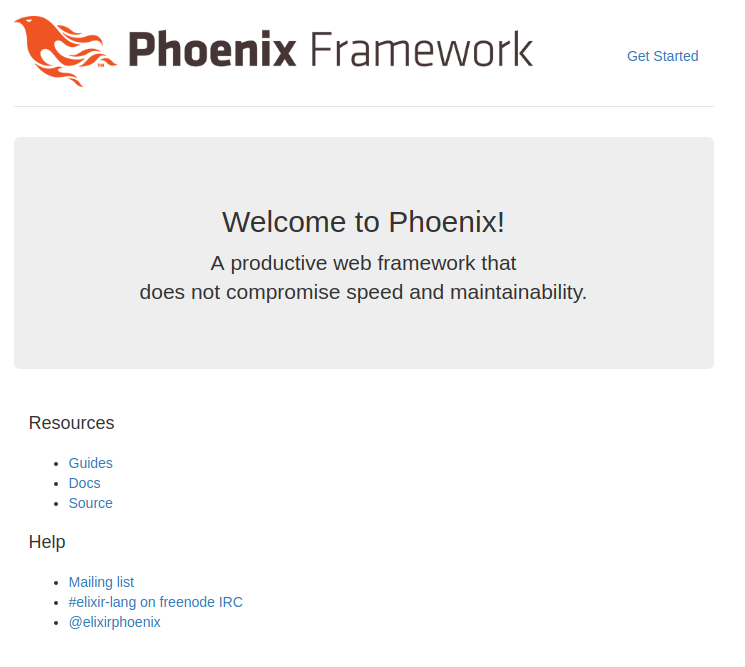 Phoenix Framework
Get Started
Welcome to Phoenix!
A productive web framework that
does not compromise speed and maintainability.
Resources
Guides
Docs
Source
Help
Mailing list
#elixir-lang on freenode IRC
@elixirphoenix